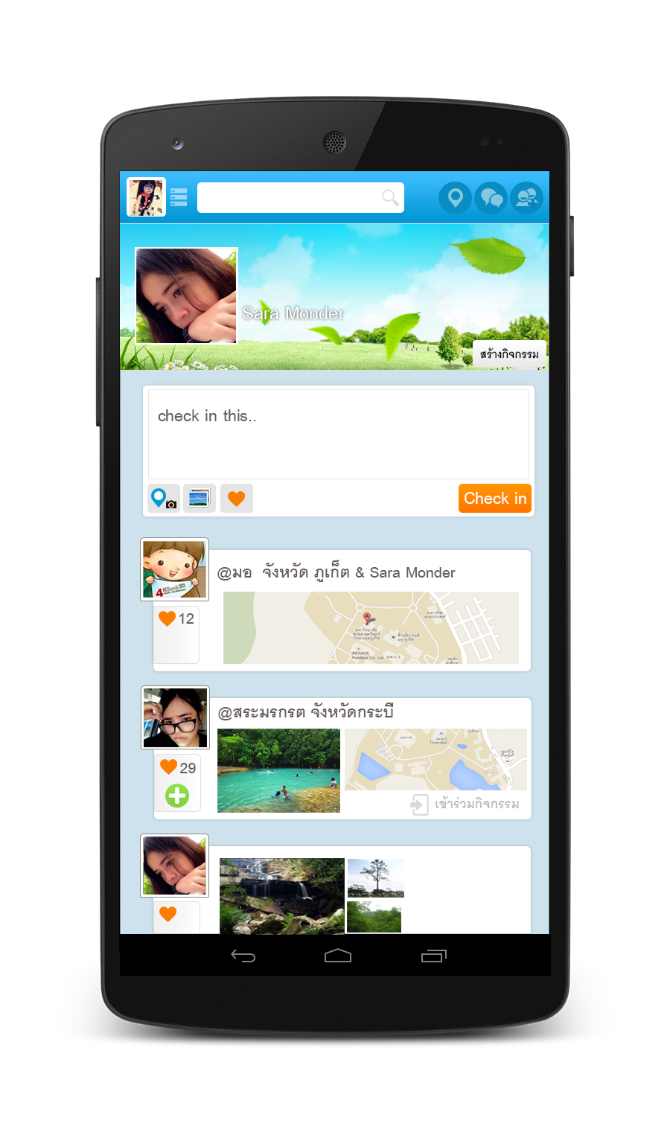 Sara Monder
สร้างกิจกรรม
check in this..
Check in
@มอ จังหวัด ภูเก็ต & Sara Monder
12
@สระมรกรต จังหวัดกระบี่
29
เข้าร่วมกิจกรรม